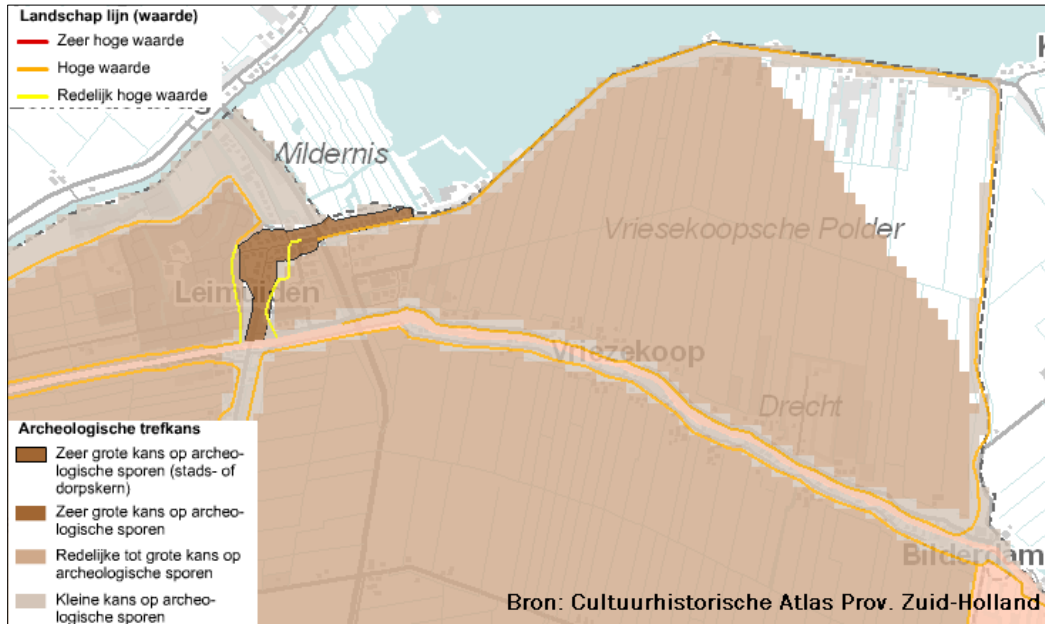 Landschap lijn (waarde)
Zeer hoge waarde
Hoge waarde
Redelijk hoge waarde
Wildernis
Vriesekoopsche Polder
Leimuiden
Vriezekoop
Drecht
Bilderdam
Archeologische trefkans
Zeer grote kans op archeo-
logische sporen (stads- of
dorpskern)
Zeer grote kans op archeo-
logische sporen
Redelijke tot grote kans op
archeologische sporen
Kleine kans op archeo-
logische sporen
Bron: Cultuurhistorische Atlas Prov. Zuid-Holland